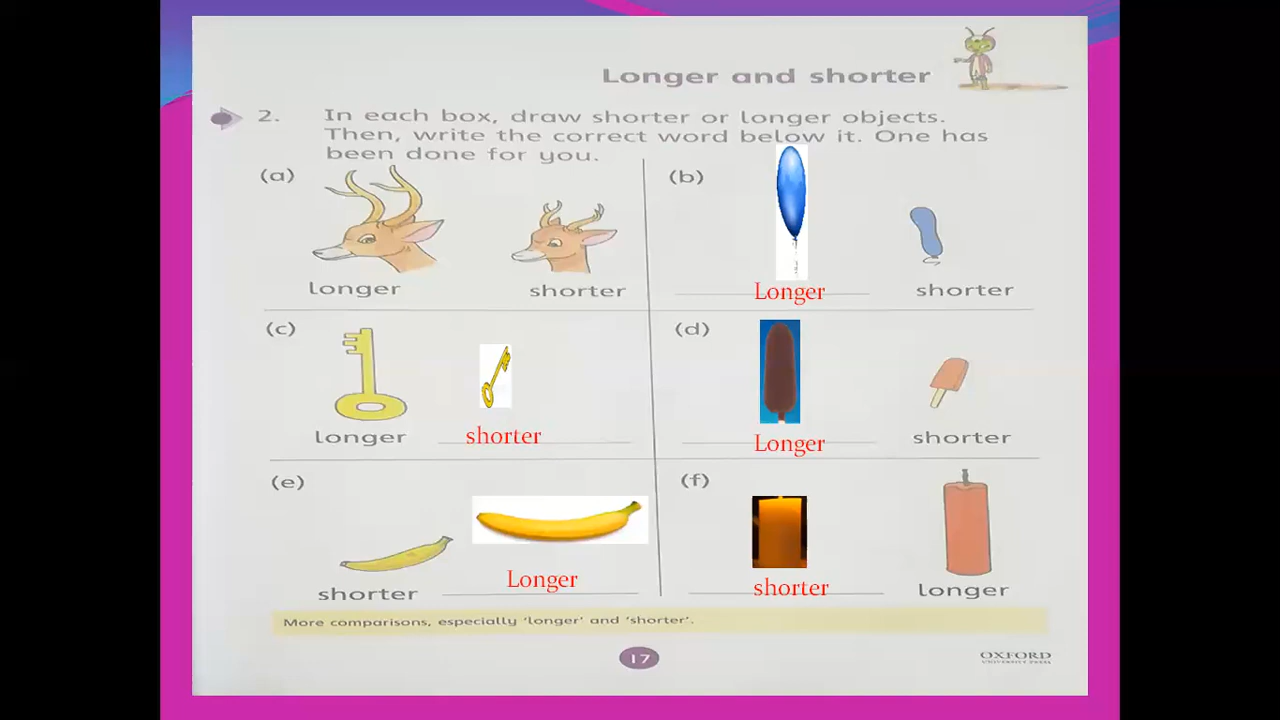 Longer and shorter
2. In each box, draw shorter or longer objects.
Then, write the correct word below it. One has
been done for you.
(a)
(b)
longer
shorter
Longer
shorter
(c)
(d)
longer
shorter
Longer
shorter
(e)
(f)
shorter
Longer
shorter
longer
More comparisons, especially 'longer' and 'shorter'.
17
OXFORD
UNIVERSITY PRESS